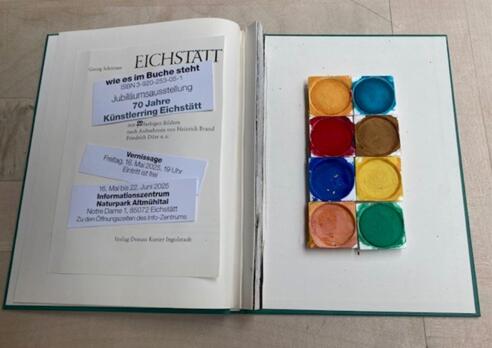 Georg Schörner
EICHSTÄTT
wie es im Buche steht
ISBN 3-920-253-05-1
Jubiläumsausstellung
70 Jahre
Künstlerring Eichstätt
farbigen Bildern
nach Aufnahmen von Heinrich Brand
Friedrich Dürr u. a.
Vernissage
Freitag, 16. Mai 2025, 19 Uhr
Eintritt ist frei
16. Mai bis 22. Juni 2025
Informationszentrum
Naturpark Altmühltal
Notre Dame 1, 85072 Eichstätt
Zu den Öffnungszeiten des Info-Zentrums
Verlag Donau Kurier Ingolstadt